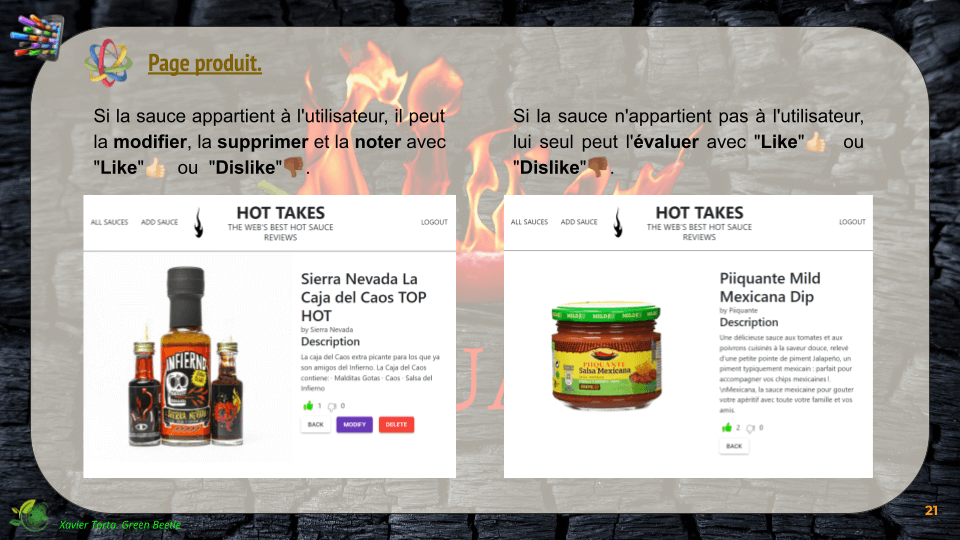 Page produit.
Si la sauce appartient à l'utilisateur, il peut
la modifier, la supprimer et la noter avec
"Like"👍 ou "Dislike"👎.
ALL SAUCES ADD SAUCE
HOT TAKES
THE WEB'S BEST HOT SAUCE
REVIEWS
LOGOUT
INFIERNO
SIERRA NEVADA
Sierra Nevada La
Caja del Caos TOP
HOT
by Sierra Nevada
Description
La caja del Caos extra picante para los que ya
son amigos del Infierno. La Caja del Caos
contiene: · Malditas Gotas · Caos · Salsa del
Infierno
1 0
BACK MODIFY DELETE
Si la sauce n'appartient pas à l'utilisateur,
lui seul peut l'évaluer avec "Like"👍 ou
"Dislike"👎.
ALL SAUCES ADD SAUCE
HOT TAKES
THE WEB'S BEST HOT SAUCE
REVIEWS
LOGOUT
MILD
PIQUANTE
Salsa Mexicana
Piiquante Mild
Mexicana Dip
by Piiquante
Description
Une délicieuse sauce aux tomates et aux
poivrons cuisinés à la saveur douce, relevé
d'une petite pointe de piment Jalapeño, un
piment typiquement mexicain : parfait pour
accompagner vos chips mexicaines !.
\nMexicana, la sauce mexicaine pour gouter
votre apéritif avec toute votre famille et vos
amis.
2 0
BACK
Xavier Torta. Green Beetle
21